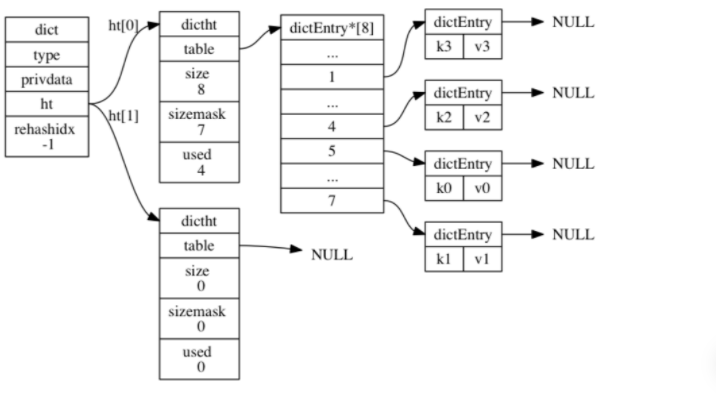 dict
type
privdata
ht
rehashidx
-1
ht[0]
ht[1]
dictht
table
size
8
sizemask
7
used
4
dictht
table
size
0
sizemask
0
used
0
NULL
dictEntry*[8]
...
1
...
4
5
...
7
dictEntry
k3 v3
NULL
dictEntry
k2 v2
NULL
dictEntry
k0 v0
NULL
dictEntry
k1 v1
NULL